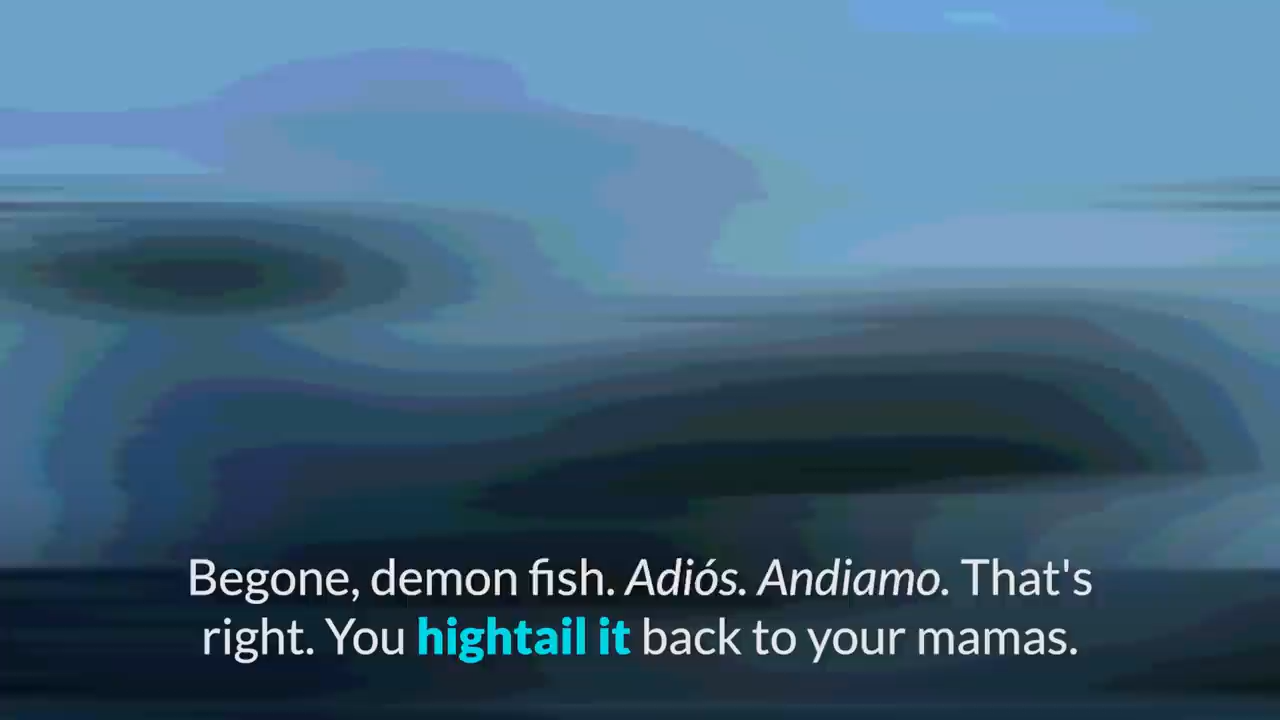 Begone, demon fish. Adiós. Andiamo. That's
right. You hightail it back to your mamas.